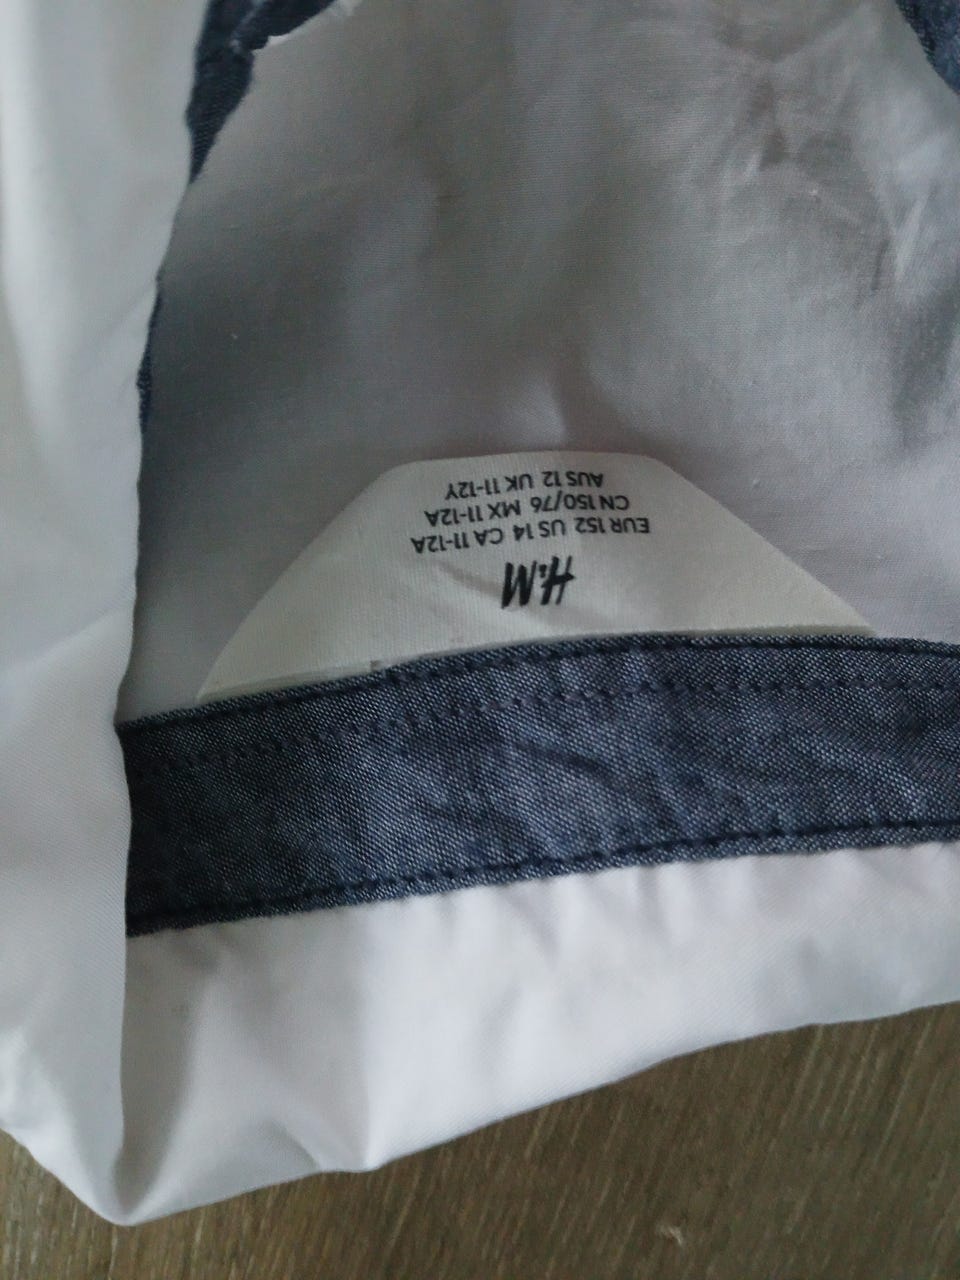 H&M
EUR 152 US 14 CA 11-12A
CN 150/76 MX 11-12A
AUS 12 UK 11-12Y